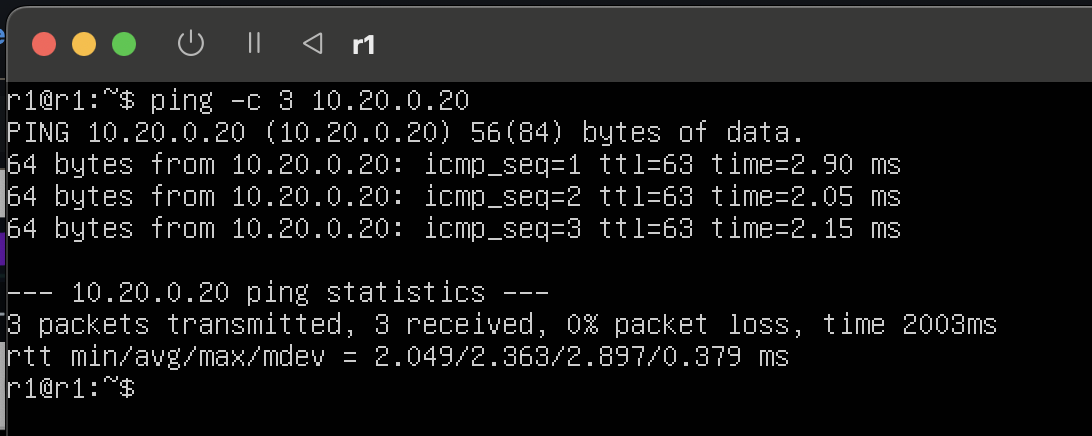 r1
r1@r1:~$ ping -c 3 10.20.0.20
PING 10.20.0.20 (10.20.0.20) 56(84) bytes of data.
64 bytes from 10.20.0.20: icmp_seq=1 ttl=63 time=2.90 ms
64 bytes from 10.20.0.20: icmp_seq=2 ttl=63 time=2.05 ms
64 bytes from 10.20.0.20: icmp_seq=3 ttl=63 time=2.15 ms

--- 10.20.0.20 ping statistics ---
3 packets transmitted, 3 received, 0% packet loss, time 2003ms
rtt min/avg/max/mdev = 2.049/2.363/2.897/0.379 ms
r1@r1:~$